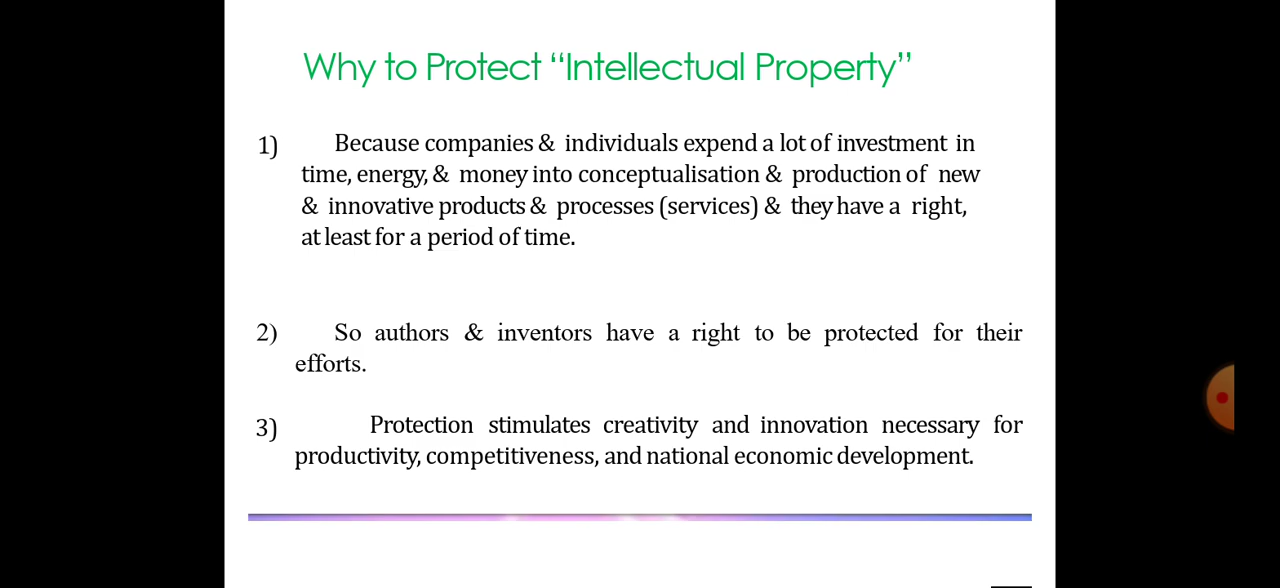 Why to Protect “Intellectual Property”
1) Because companies & individuals expend a lot of investment in
time, energy, & money into conceptualisation & production of new
& innovative products & processes (services) & they have a right,
at least for a period of time.
2) So authors & inventors have a right to be protected for their
efforts.
3) Protection stimulates creativity and innovation necessary for
productivity, competitiveness, and national economic development.